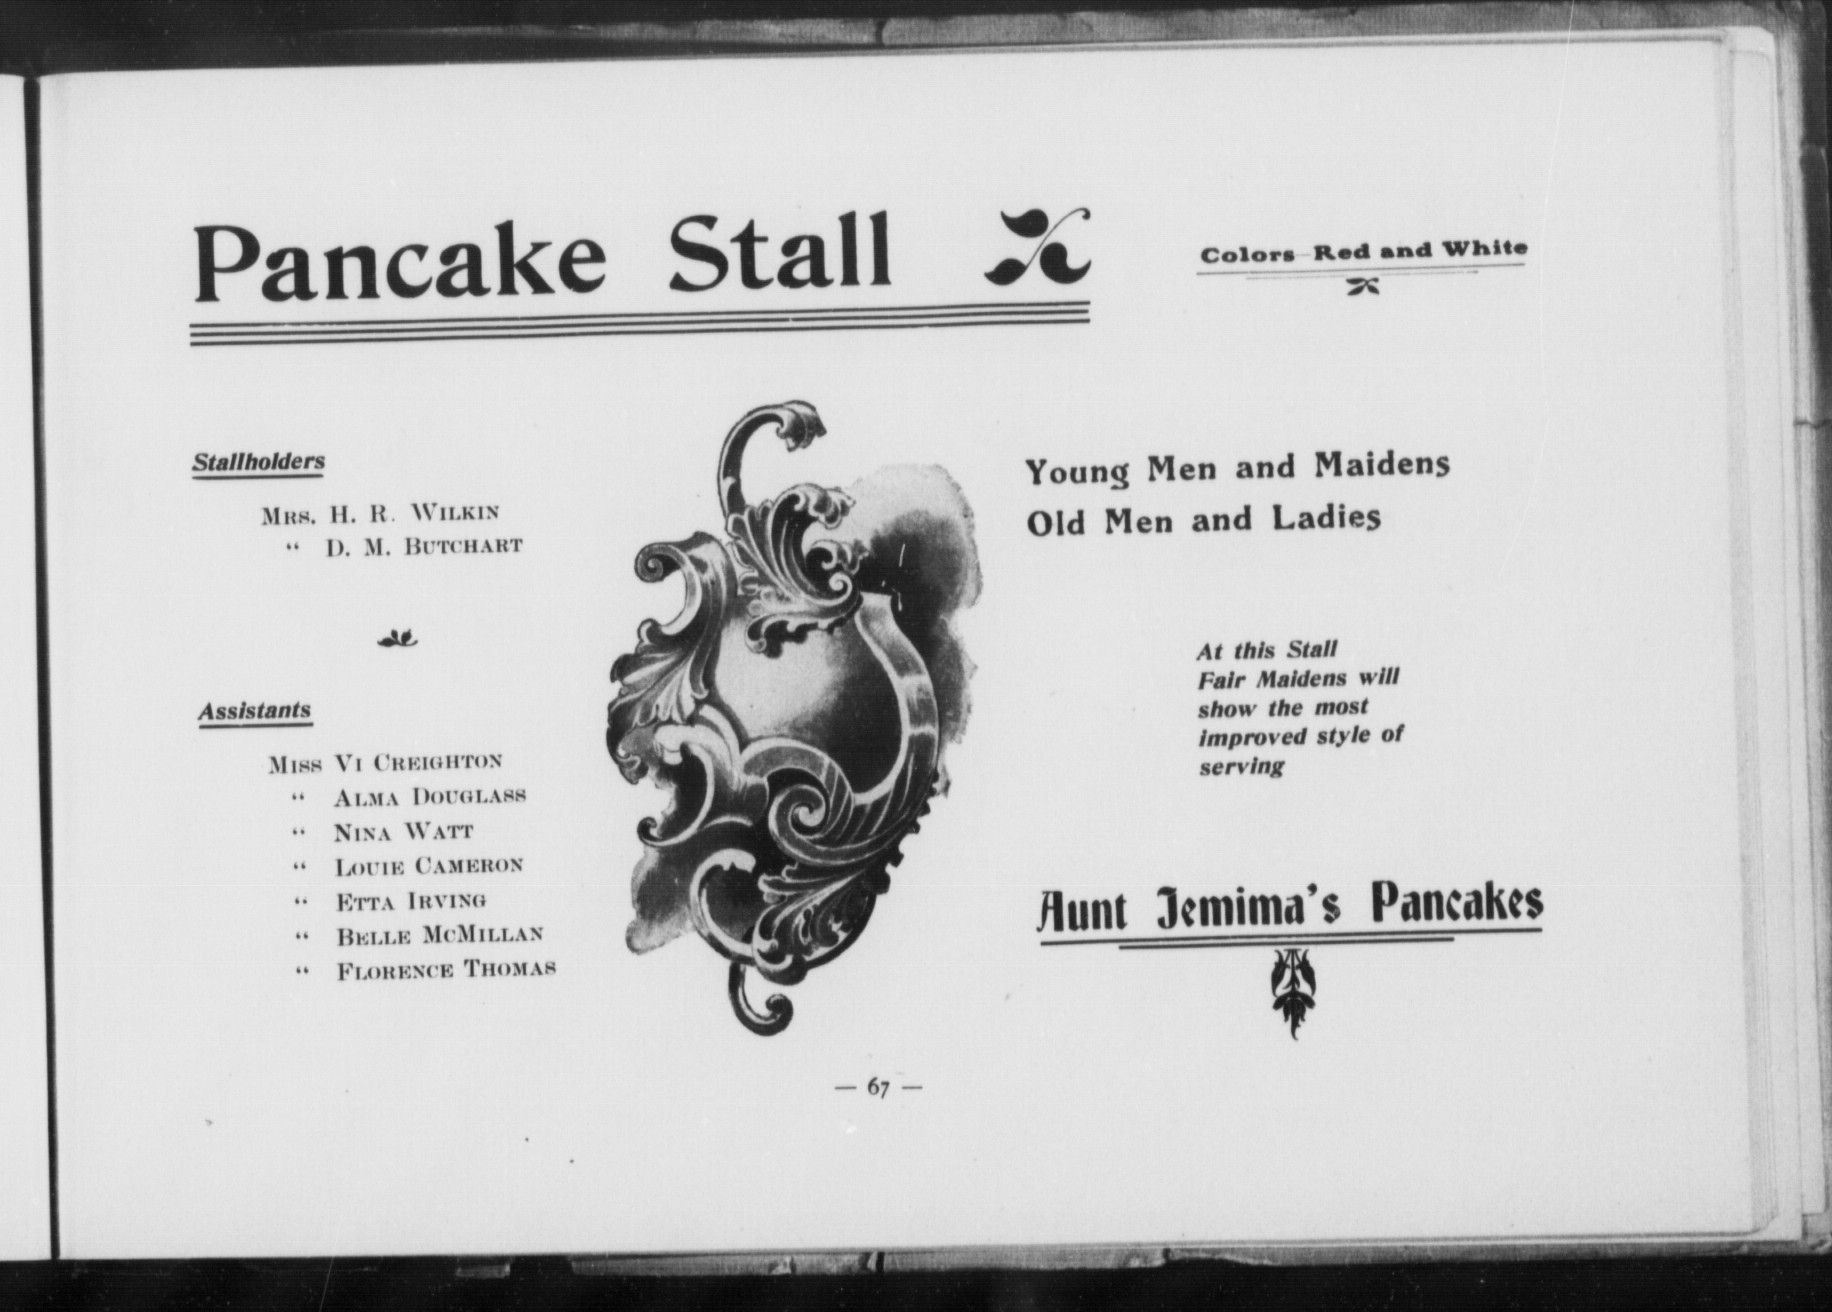 Pancake Stall
Colors–Red and White
Stallholders
Mrs. H. R. Wilkin
“ D. M. Butchart
Assistants
Miss Vi Creighton
“ Alma Douglass
“ Nina Watt
“ Louie Cameron
“ Etta Irving
“ Belle McMillan
“ Florence Thomas
Young Men and Maidens
Old Men and Ladies
At this Stall
Fair Maidens will
show the most
improved style of
serving
Aunt Jemima's Pancakes
— 67 —